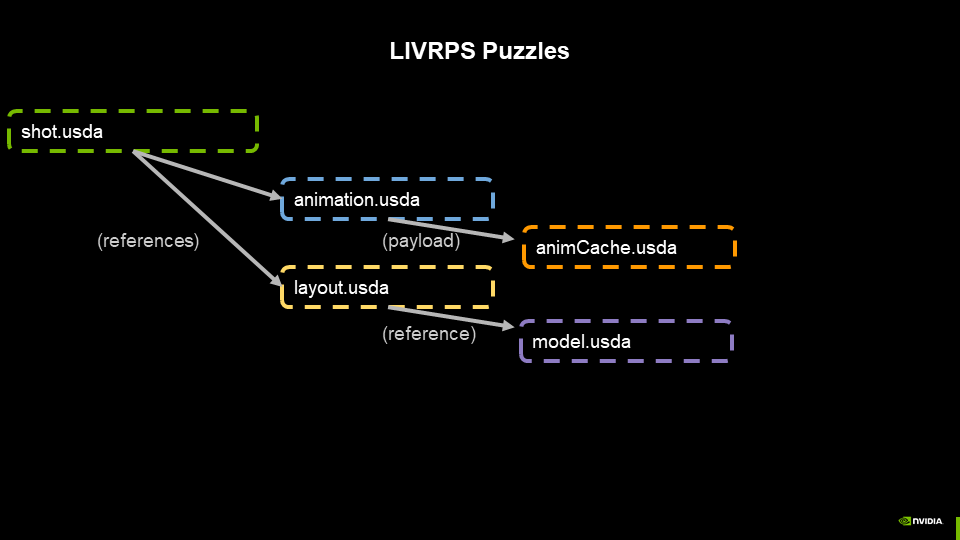 LIVRPS Puzzles
shot.usda
animation.usda
(references)
(payload)
animCache.usda
layout.usda
(reference)
model.usda
NVIDIA.